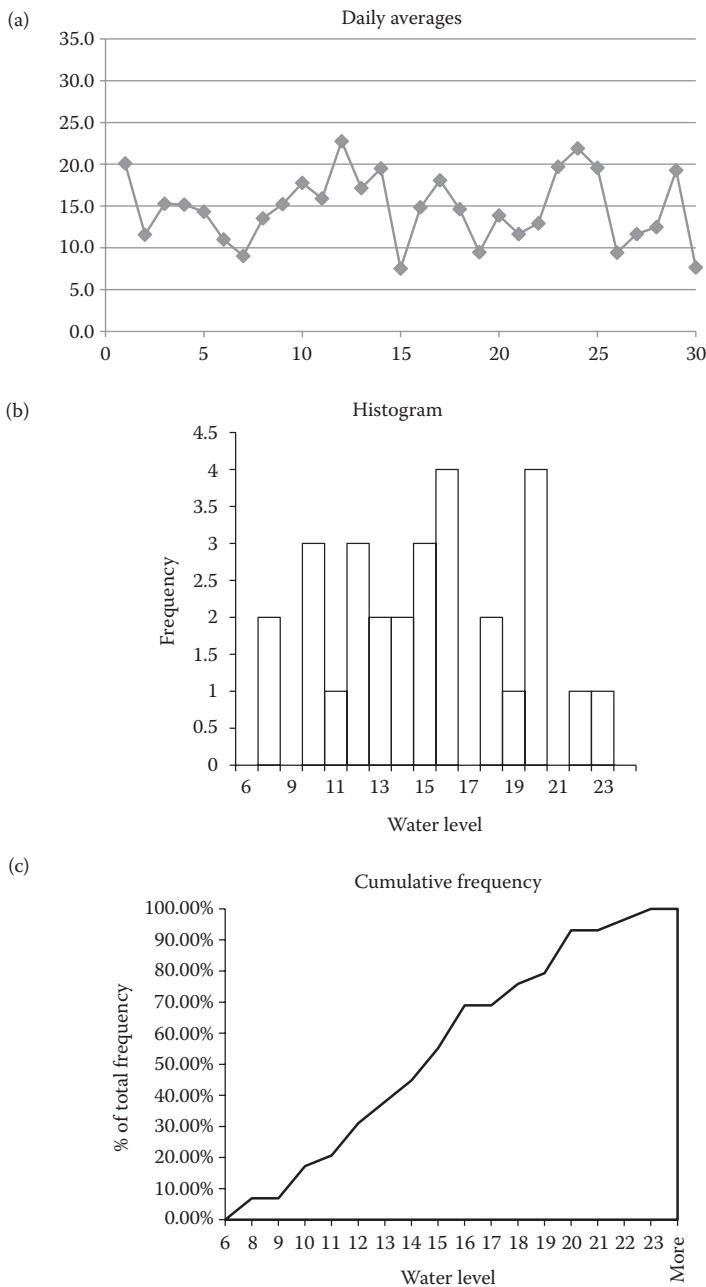 (a)
Daily averages
35.0
30.0
25.0
20.0
15.0
10.0
5.0
0.0
0 5 10 15 20 25 30
(b)
Histogram
4.5
4
3.5
3
2.5
2
1.5
1
0.5
0
Frequency
6 9 11 13 15 17 19 21 23
Water level
(c)
Cumulative frequency
100.00%
90.00%
80.00%
70.00%
60.00%
50.00%
40.00%
30.00%
20.00%
10.00%
0.00%
% of total frequency
6 8 9 10 11 12 13 14 15 16 17 18 19 20 21 22 23 More
Water level